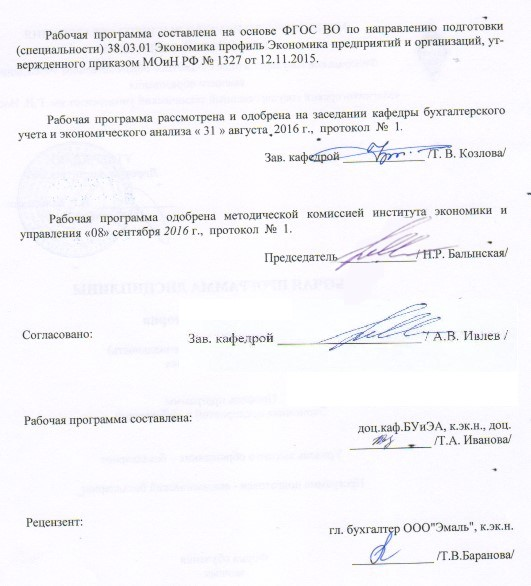 Рабочая программа составлена на основе ФГОС ВО по направлению подготовки
(специальности) 38.03.01 Экономика профиль Экономика предприятий и организаций, ут-
вержденного приказом МОиН РФ № 1327 от 12.11.2015.
Рабочая программа рассмотрена и одобрена на заседании кафедры бухгалтерского
учета и экономического анализа « 31 » августа 2016 г., протокол № 1.
Зав. кафедрой /Т. В. Козлова/
Рабочая программа одобрена методической комиссией института экономики и
управления «08» сентября 2016 г., протокол № 1.
Председатель / Н.Р. Балынская/
Согласовано:
Зав. кафедрой / А.В. Ивлев /
Рабочая программа составлена:
доц.каф.БУиЭА, к.эк.н., доц.
/Т.А. Иванова/
Рецензент:
гл. бухгалтер ООО"Эмаль", к.эк.н.
/Т.В.Баранова/